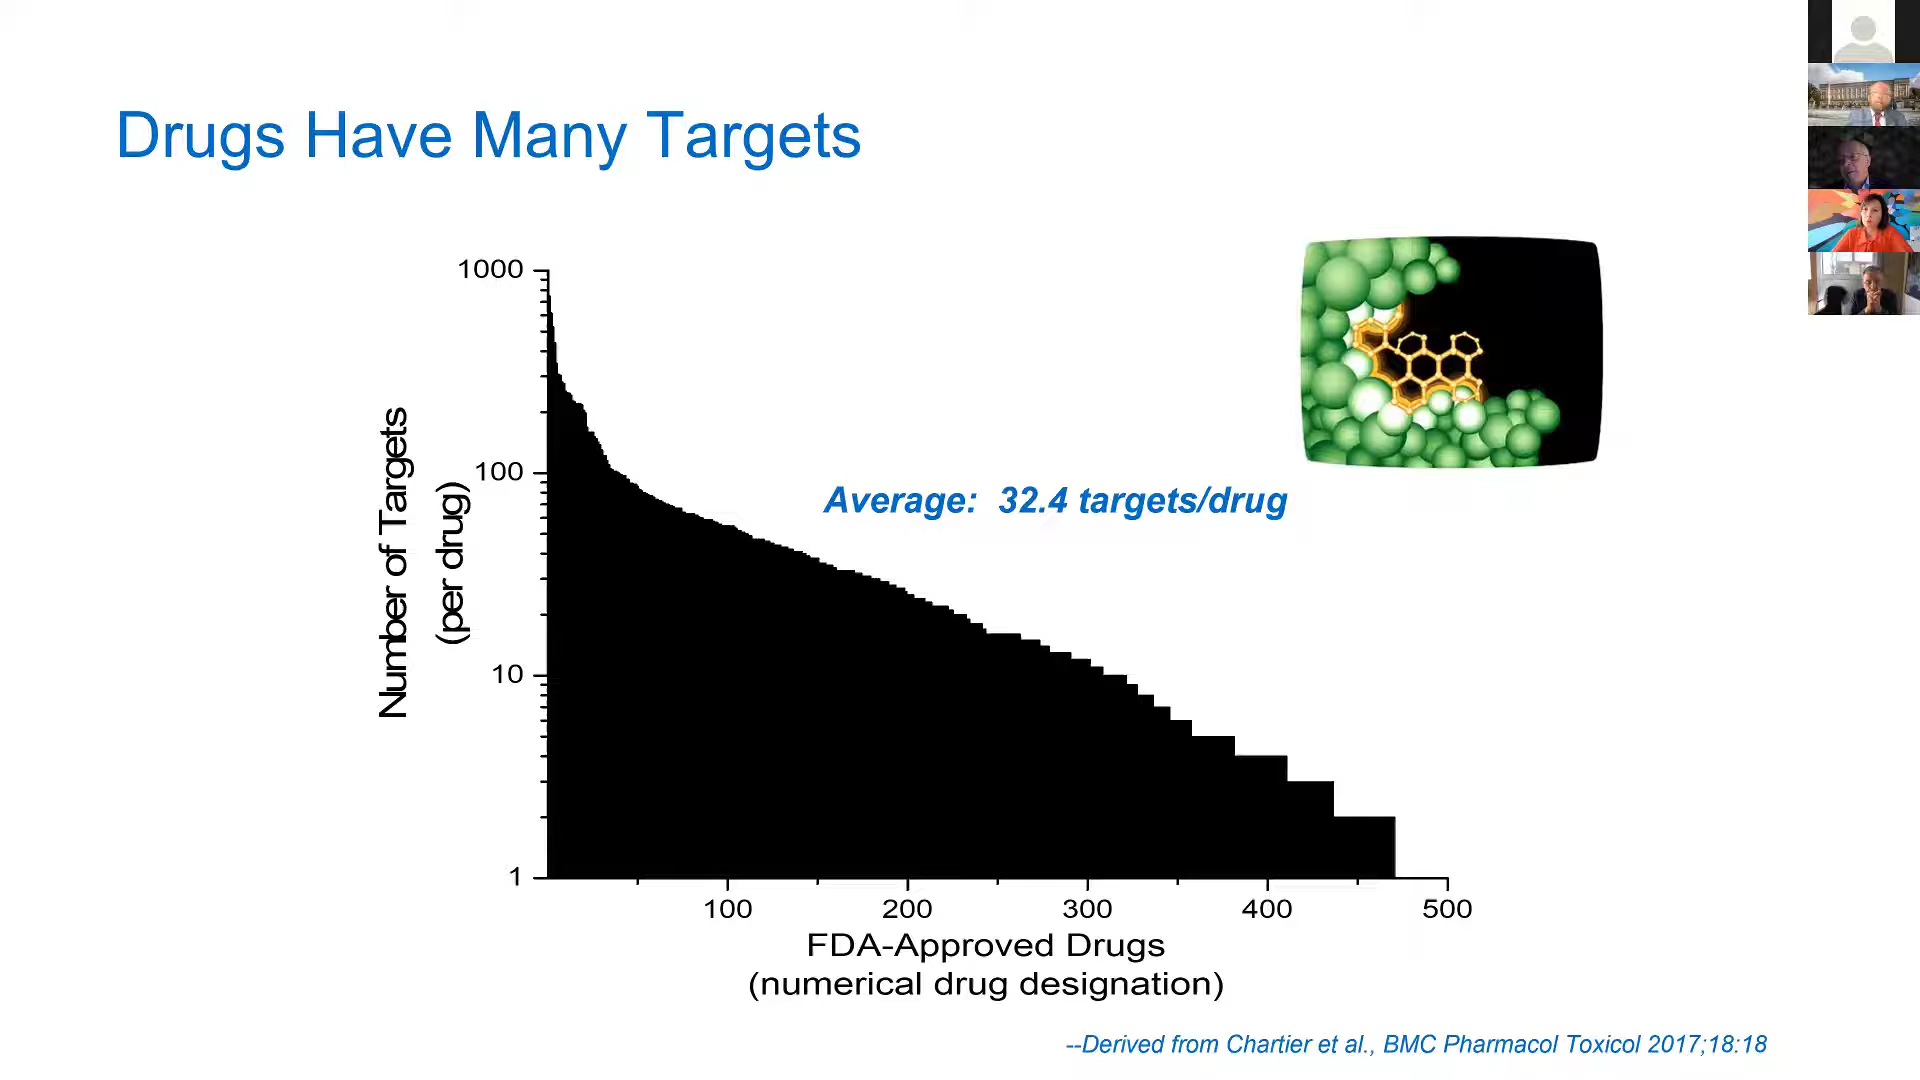 Drugs Have Many Targets
1000
100
10
1
Number of Targets
(per drug)
Average: 32.4 targets/drug
100
200
300
400
500
FDA-Approved Drugs
(numerical drug designation)
--Derived from Chartier et al., BMC Pharmacol Toxicol 2017;18:18